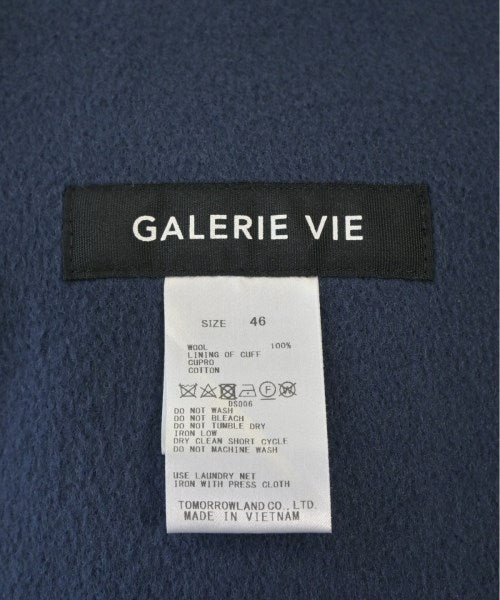 GALERIE VIE
SIZE 46
WOOL 100%
LINING OF CUFF
CUPRO
COTTON
DS006
DO NOT WASH
DO NOT BLEACH
DO NOT TUMBLE DRY
IRON LOW
DRY CLEAN SHORT CYCLE
DO NOT MACHINE WASH
USE LAUNDRY NET
IRON WITH PRESS CLOTH
TOMORROWLAND CO., LTD.
MADE IN VIETNAM